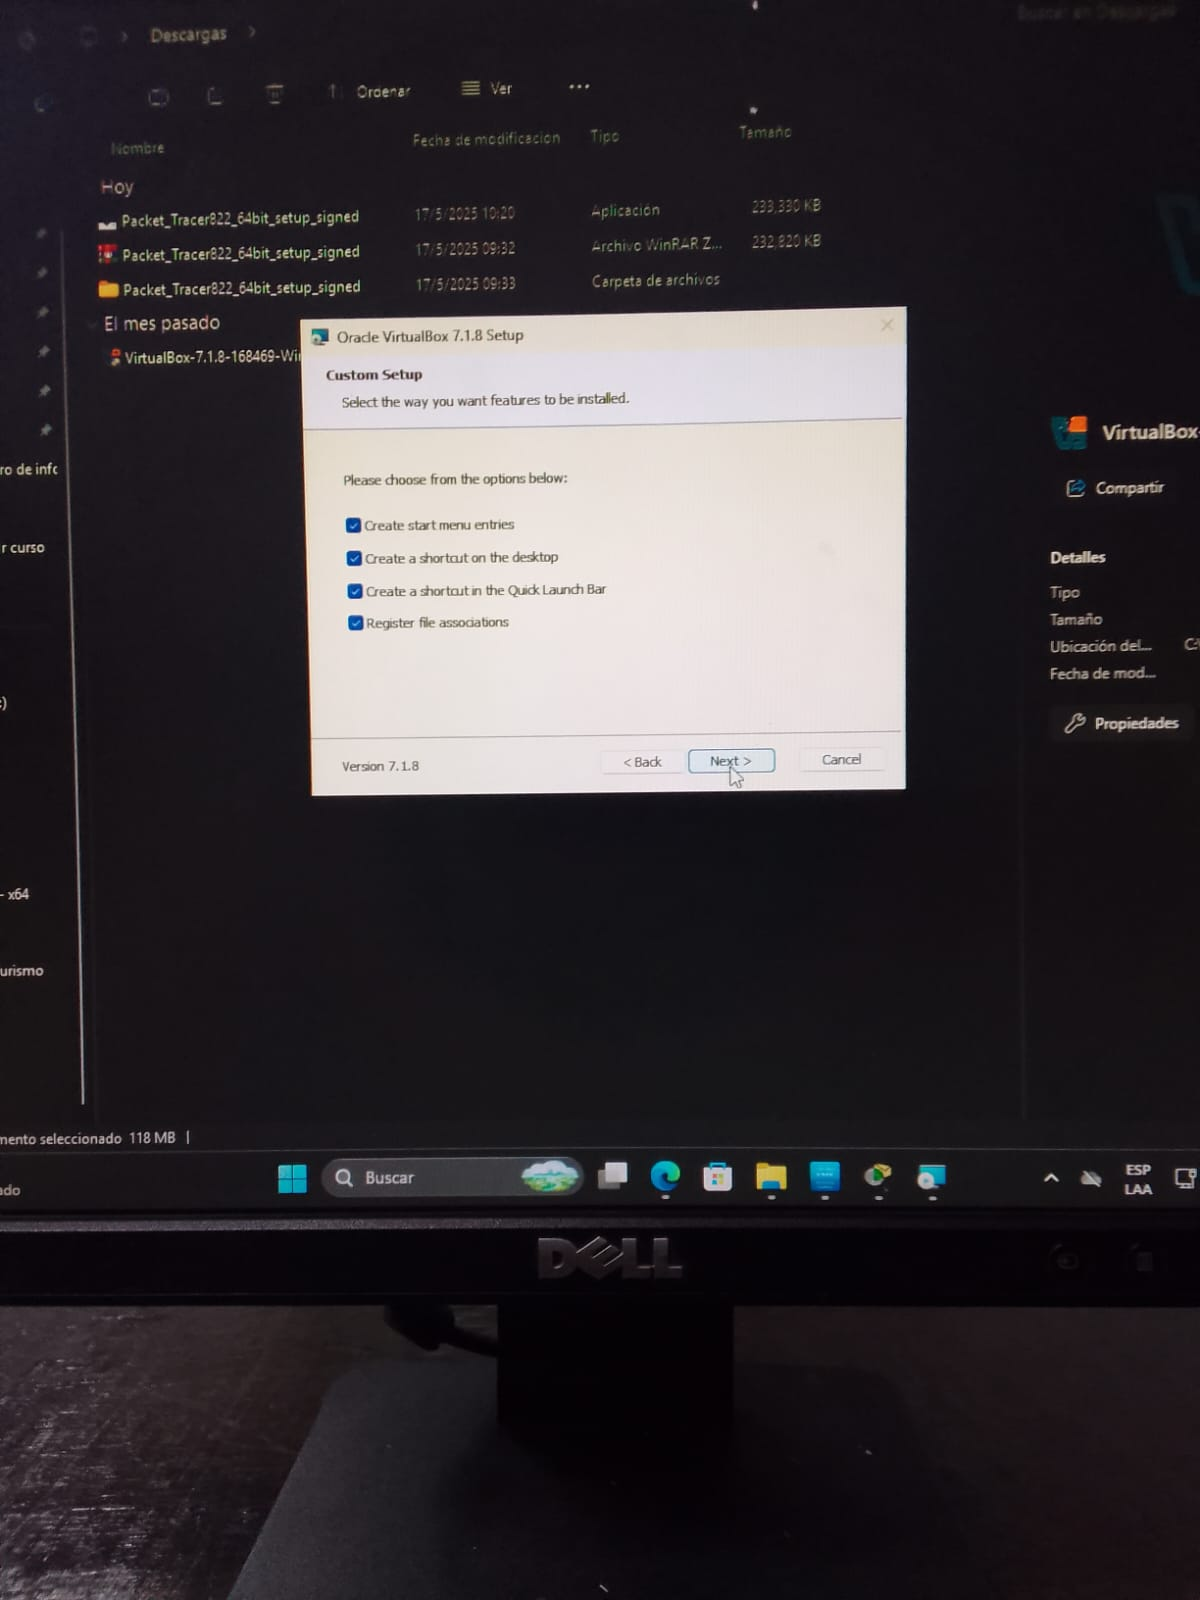 Descargas
Buscar en Descargas
Ordenar
Ver
Nombre
Fecha de modificación
Tipo
Tamaño
Hoy
Packet_Tracer822_64bit_setup_signed 17/5/2025 10:20 Aplicación 233,330 KB
Packet_Tracer822_64bit_setup_signed 17/5/2025 09:32 Archivo WinRAR Z... 232,820 KB
Packet_Tracer822_64bit_setup_signed 17/5/2025 09:33 Carpeta de archivos
El mes pasado
VirtualBox-7.1.8-168469-Wi
Oracle VirtualBox 7.1.8 Setup
Custom Setup
Select the way you want features to be installed.
Please choose from the options below:
Create start menu entries
Create a shortcut on the desktop
Create a shortcut in the Quick Launch Bar
Register file associations
Version 7.1.8
< Back
Next >
Cancel
ro de info
r curso
- x64
urismo
VirtualBox-
Compartir
Detalles
Tipo
Tamaño
Ubicación del...
Fecha de mod...
Propiedades
mento seleccionado 118 MB
ado
Buscar
ESP
LAA
DELL